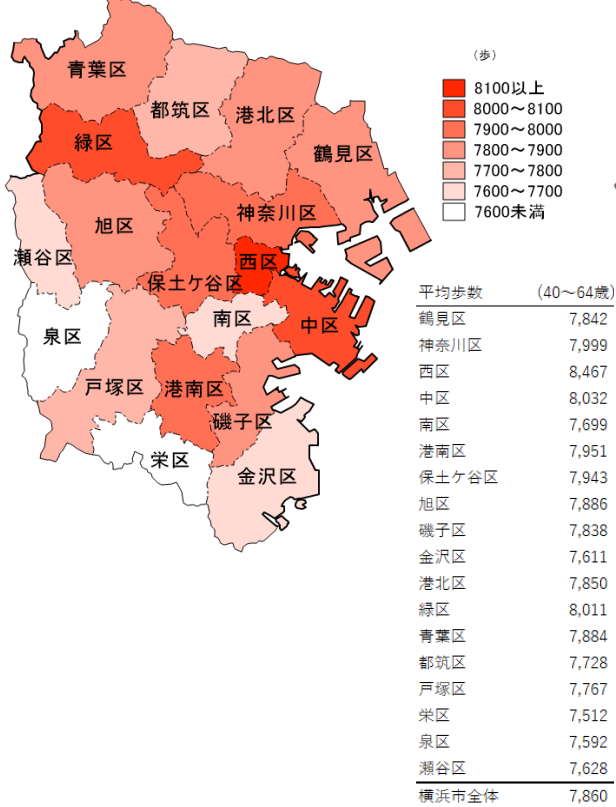 青葉区
都筑区
港北区
緑区
鶴見区
旭区
神奈川区
瀬谷区
保土ケ谷区
西区
南区
中区
泉区
戸塚区
港南区
磯子区
栄区
金沢区
（歩）
8100以上
8000～8100
7900～8000
7800～7900
7700～7800
7600～7700
7600未満
平均歩数 (40～64歳)
鶴見区 7,842
神奈川区 7,999
西区 8,467
中区 8,032
南区 7,699
港南区 7,951
保土ケ谷区 7,943
旭区 7,886
磯子区 7,838
金沢区 7,611
港北区 7,850
緑区 8,011
青葉区 7,884
都筑区 7,728
戸塚区 7,767
栄区 7,512
泉区 7,592
瀬谷区 7,628
横浜市全体 7,860